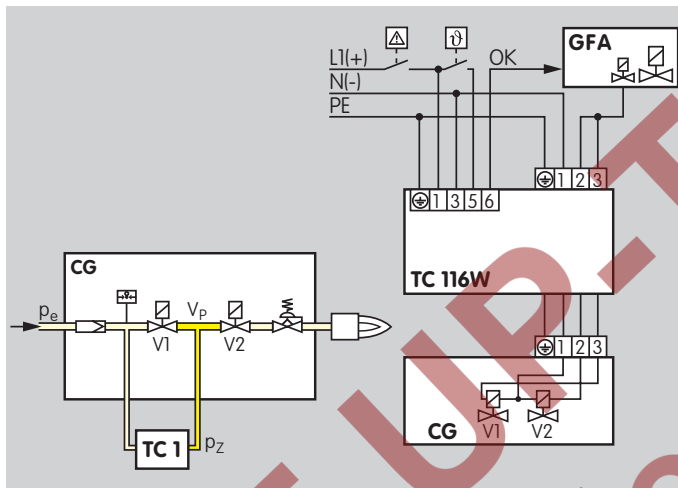 L1(+)
N(-)
PE
OK
GFA
⏚ 1 3 5 6
⏚ 1 2 3
TC 116W
⏚ 1 2 3
V1 V2
CG
CG
pe
VP
V1 V2
TC 1
pZ
ϑ